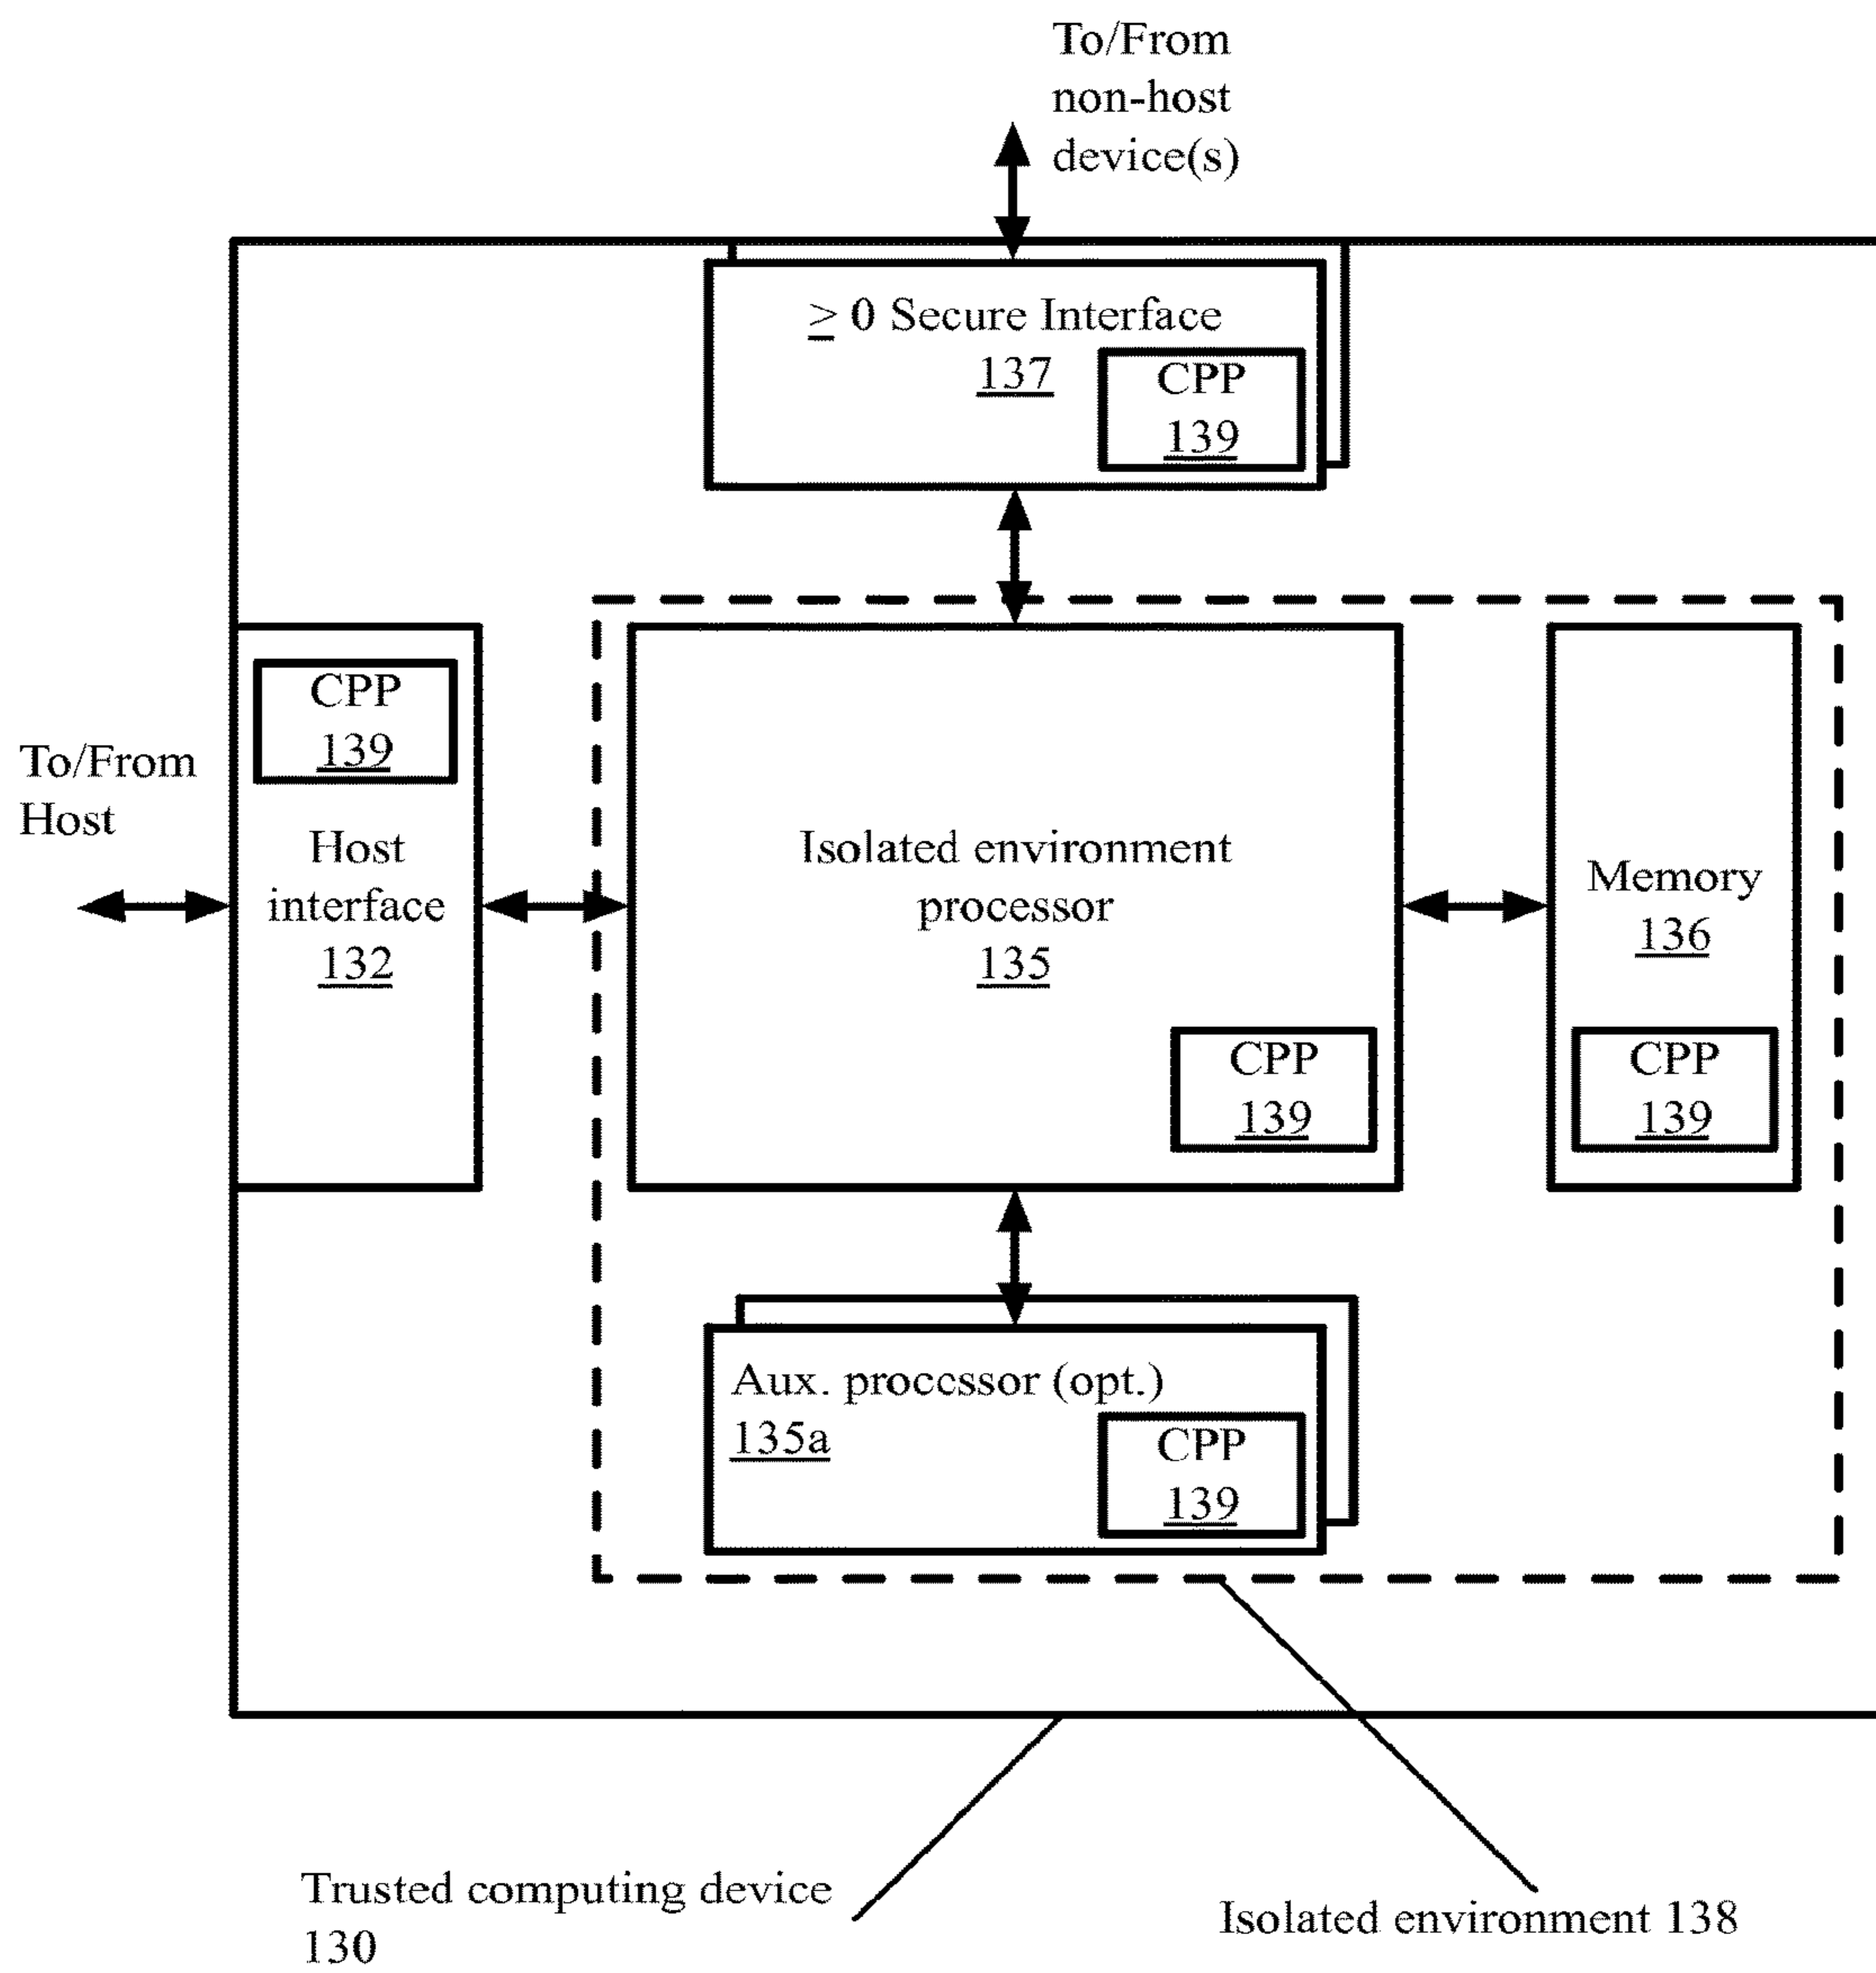 To/From
non-host
device(s)
≥ 0 Secure Interface
137
CPP
139
CPP
139
To/From
Host
Host
interface
132
Isolated environment
processor
135
CPP
139
Memory
136
CPP
139
Aux. proccssor (opt.)
135a
CPP
139
Trusted computing device
130
Isolated environment 138